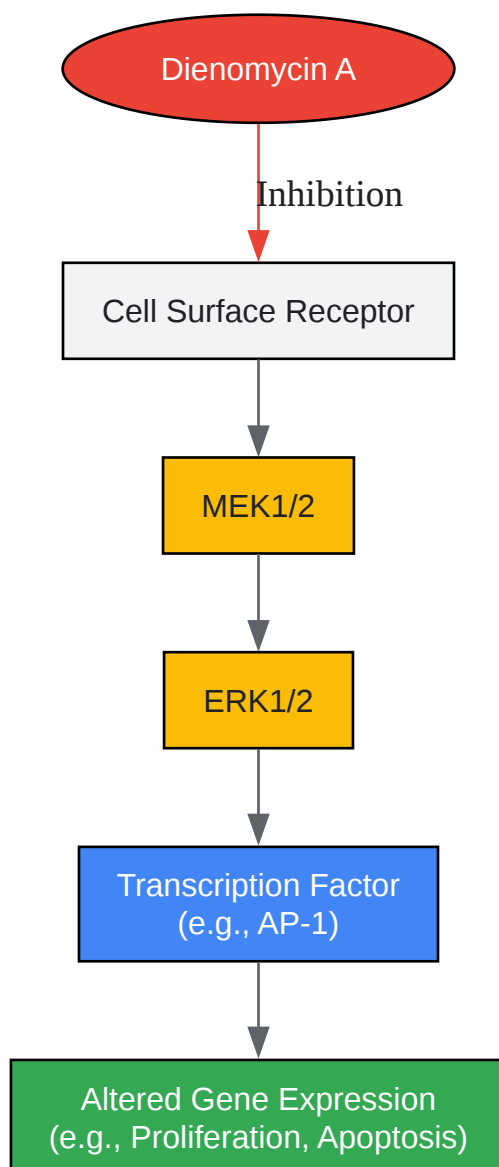 Dienomycin A
Inhibition
Cell Surface Receptor
MEK1/2
ERK1/2
Transcription Factor
(e.g., AP-1)
Altered Gene Expression
(e.g., Proliferation, Apoptosis)